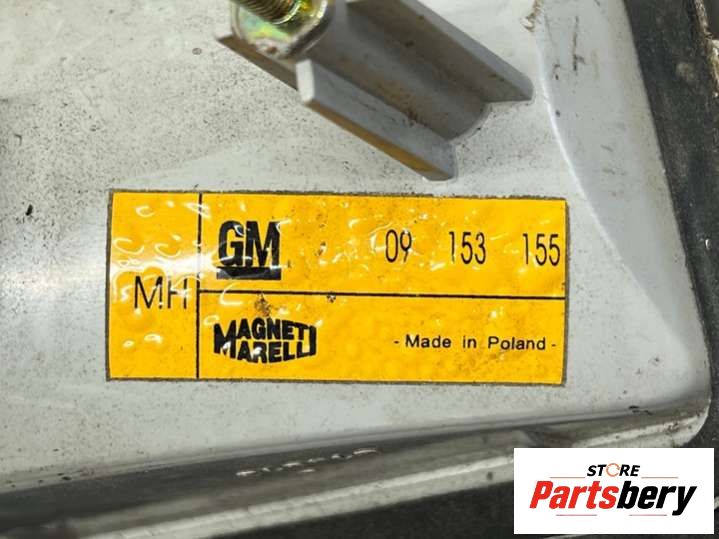 GM 09 153 155
MH
MAGNETI
MARELLI
- Made in Poland -
STORE
Partsbery